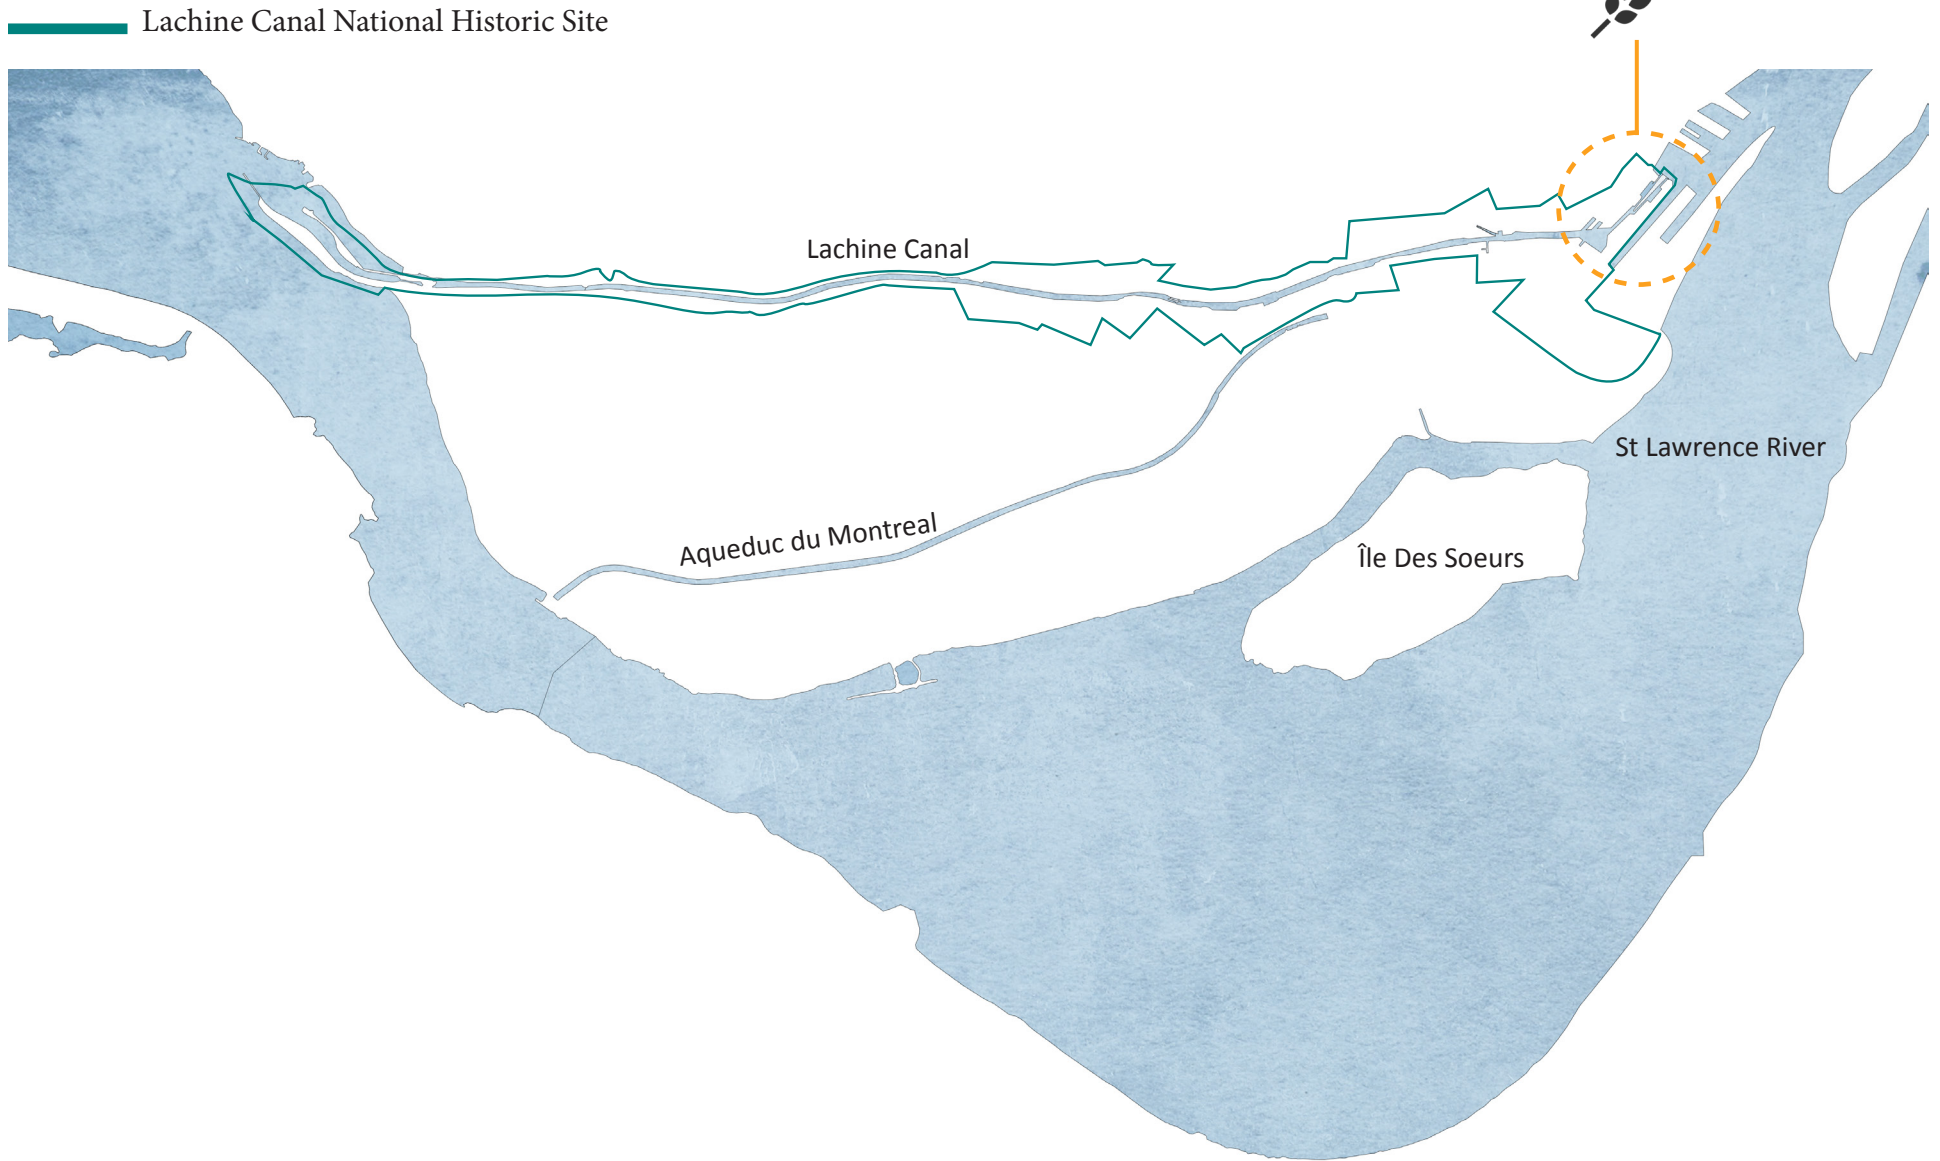 Lachine Canal National Historic Site
Lachine Canal
St Lawrence River
Aqueduc du Montreal
Île Des Soeurs